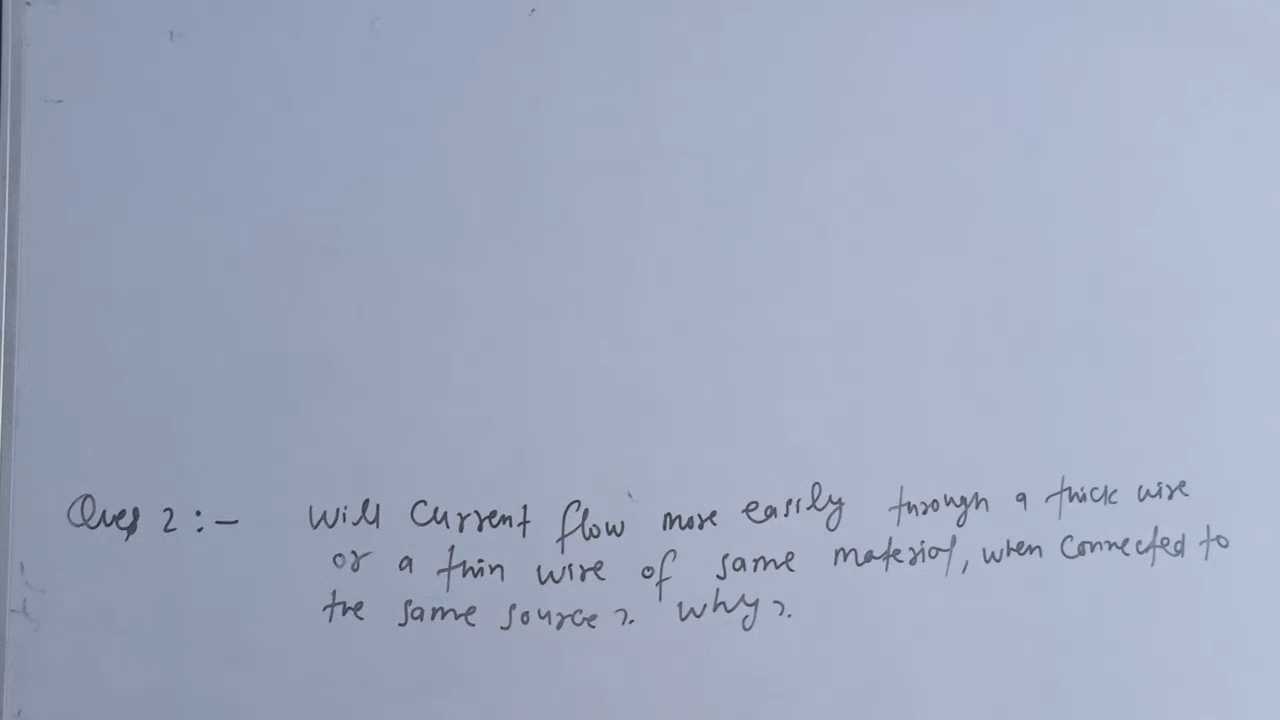 Ques 2 :- Will current flow more easily through a thick wire
or a thin wire of same material, when connected to
the same source? Why?